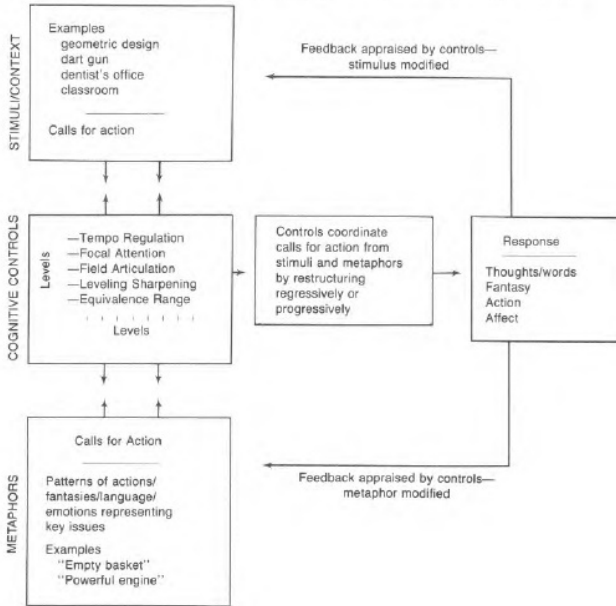 STIMULI/CONTEXT
Examples
geometric design
dart gun
dentist's office
classroom
Calls for action
Feedback appraised by controls—
stimulus modified
COGNITIVE CONTROLS
Levels
—Tempo Regulation
—Focal Attention
—Field Articulation
—Leveling Sharpening
—Equivalence Range
Levels
Controls coordinate
calls for action from
stimuli and metaphors
by restructuring
regressively or
progressively
Response
Thoughts/words
Fantasy
Action
Affect
METAPHORS
Calls for Action
Patterns of actions/
fantasies/language/
emotions representing
key issues
Examples
"Empty basket"
"Powerful engine"
Feedback appraised by controls—
metaphor modified